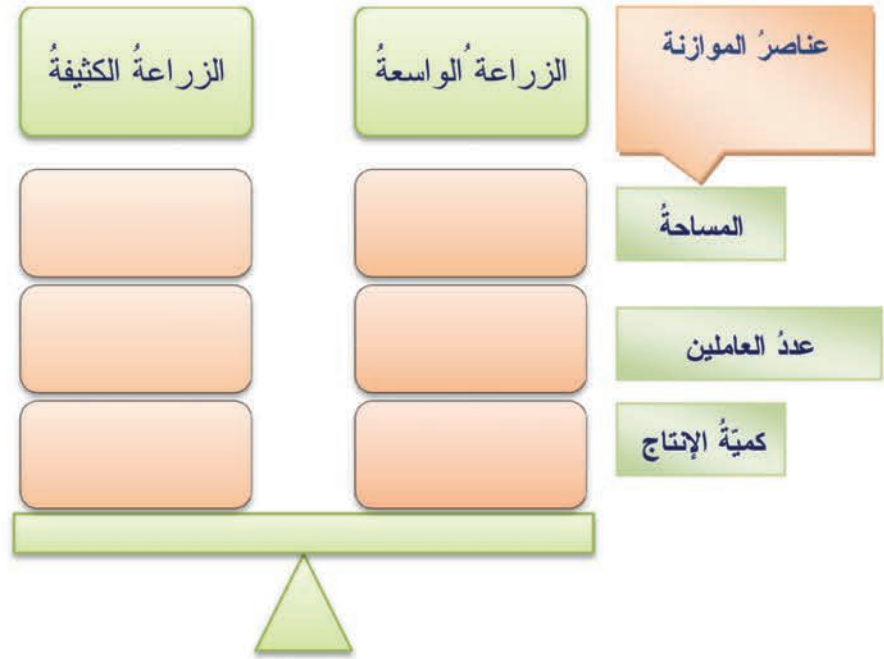 عناصرُ الموازنة
الزراعة ُالواسعةُ
الزراعةُ الكثيفةُ
المساحةُ
عددُ العاملين
كميّةُ الإنتاج